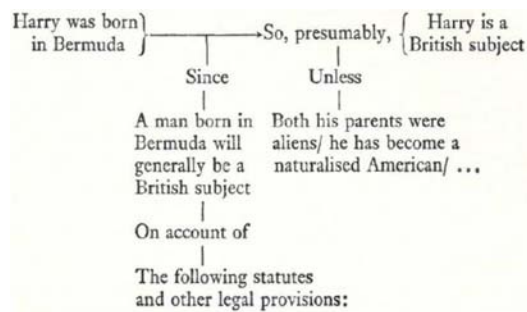 Harry was born
in Bermuda
So, presumably,
Harry is a
British subject
Since
Unless
A man born in
Bermuda will
generally be a
British subject
Both his parents were
aliens/ he has become a
naturalised American/ ...
On account of
The following statutes
and other legal provisions: